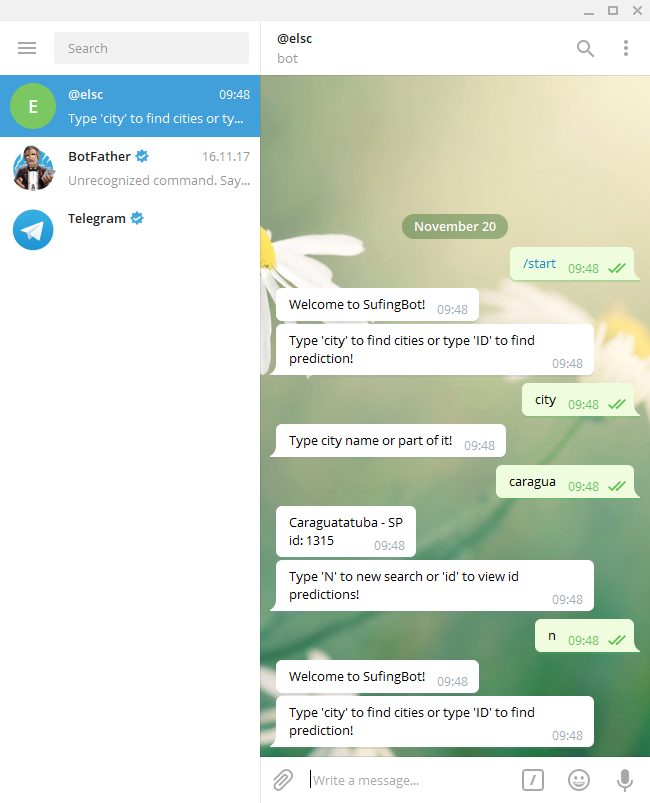 Search
@elsc
bot
E
@elsc 09:48
Type 'city' to find cities or ty...
BotFather 16.11.17
Unrecognized command. Say...
Telegram
November 20
/start 09:48
Welcome to SufingBot! 09:48
Type 'city' to find cities or type 'ID' to find
prediction! 09:48
city 09:48
Type city name or part of it! 09:48
caragua 09:48
Caraguatatuba - SP
id: 1315 09:48
Type 'N' to new search or 'id' to view id
predictions! 09:48
n 09:48
Welcome to SufingBot! 09:48
Type 'city' to find cities or type 'ID' to find
prediction! 09:48
Write a message...